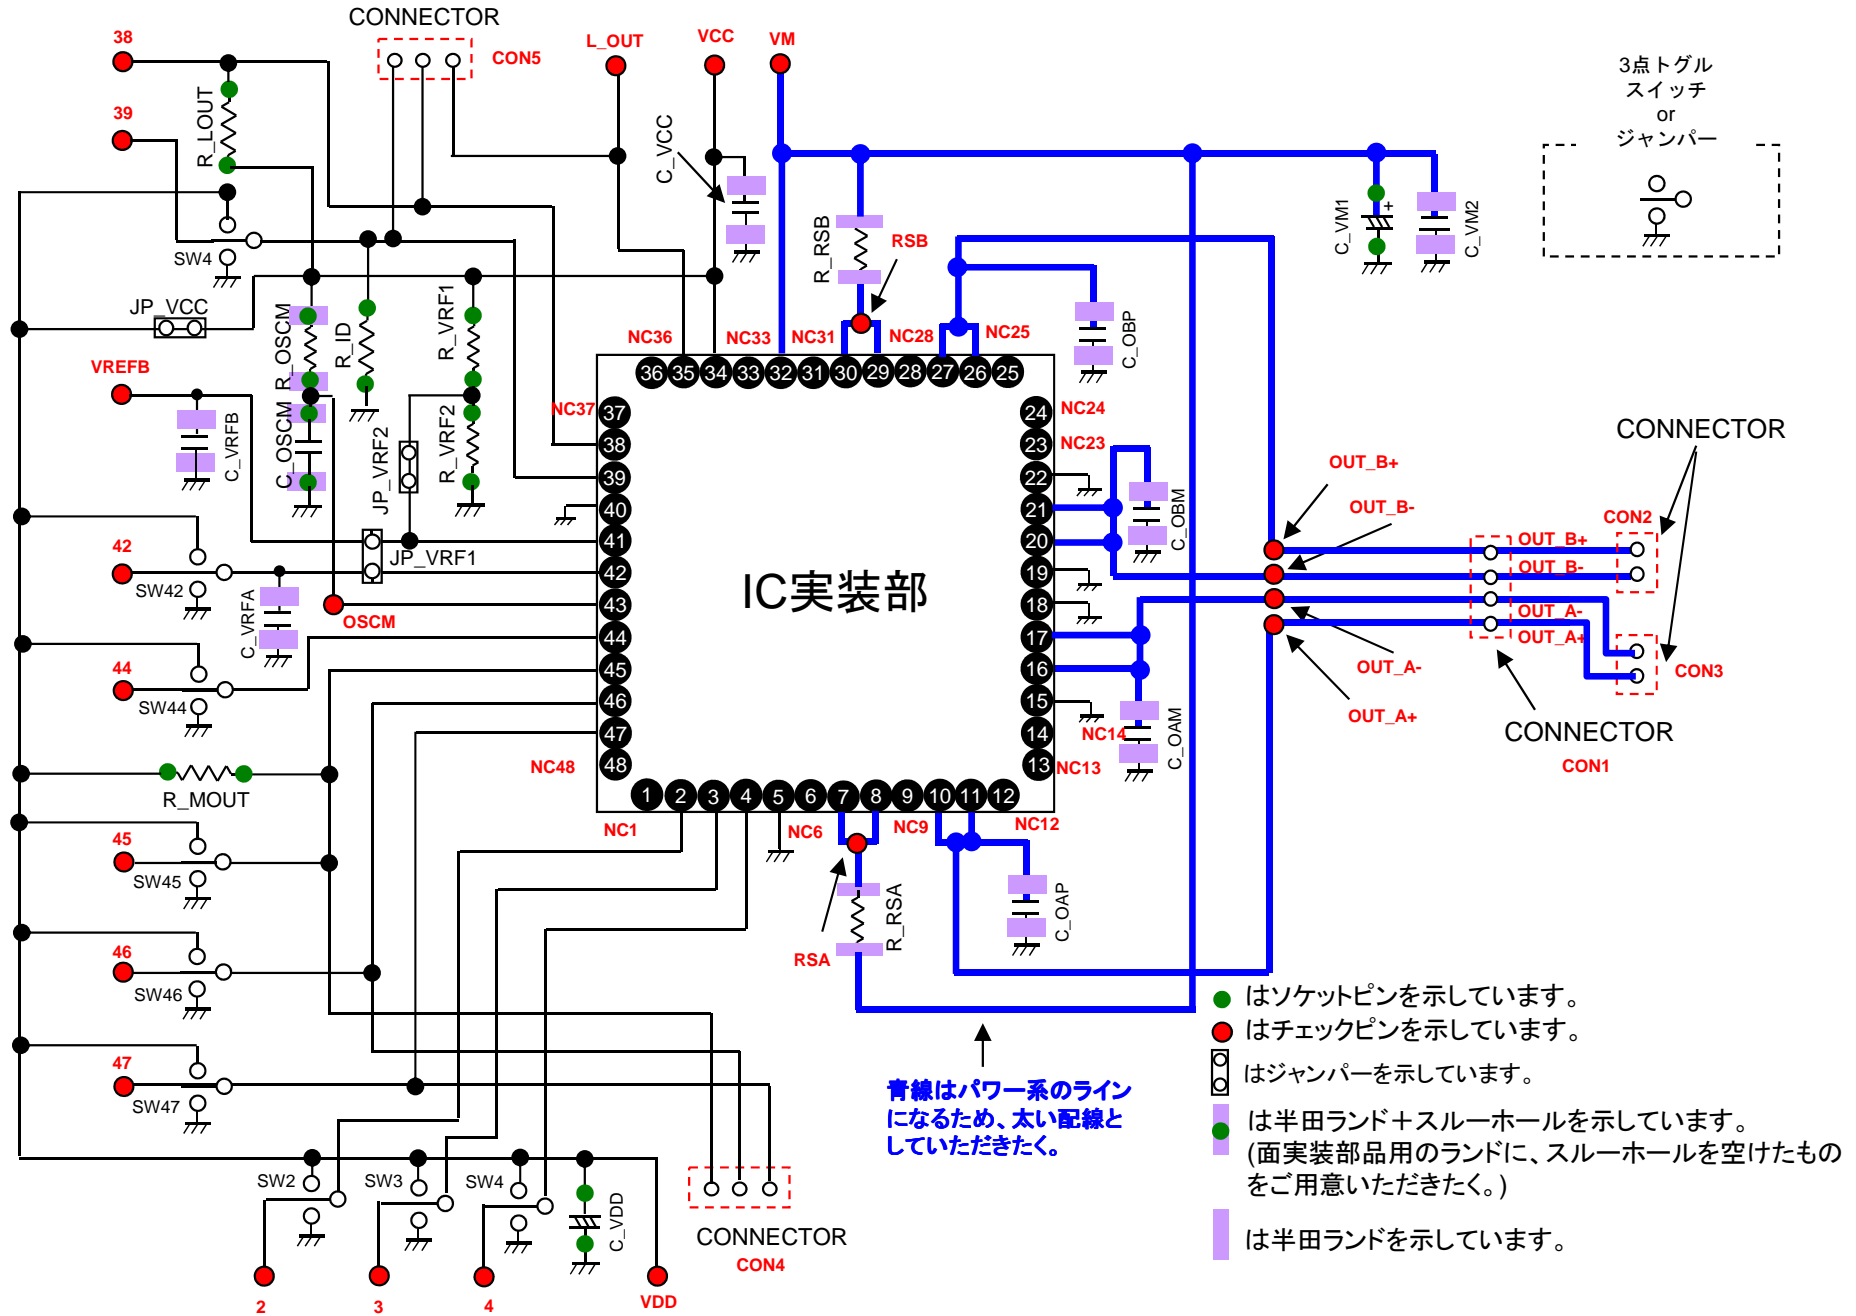 CONNECTOR
38
CON5
L_OUT
VCC
VM
3点トグル
スイッチ
or
ジャンパー
39
R_LOUT
C_VCC
SW4
R_RSB
RSB
C_VM1
+
C_VM2
JP_VCC
R_OSCM
R_ID
R_VRF1
NC36
NC33
NC31
NC28
NC25
C_OBP
VREFB
36
35
34
33
32
31
30
29
28
27
26
25
C_VRFB
C_OSCM
JP_VRF2
R_VRF2
NC37
37
38
39
40
41
42
43
44
45
46
47
48
24
23
22
21
20
19
18
17
16
15
14
13
NC24
NC23
C_OBM
CONNECTOR
OUT_B+
OUT_B-
CON2
42
SW42
JP_VRF1
IC実装部
OUT_B+
OUT_B-
OUT_A-
OUT_A+
C_VRFA
OSCM
44
SW44
OUT_A-
CON3
OUT_A+
CONNECTOR
CON1
NC14
C_OAM
NC13
NC48
R_MOUT
1
2
3
4
5
6
7
8
9
10
11
12
NC1
NC6
NC9
NC12
45
SW45
R_RSA
C_OAP
46
SW46
RSA
47
SW47
はソケットピンを示しています。
はチェックピンを示しています。
はジャンパーを示しています。
は半田ランド＋スルーホールを示しています。
(面実装部品用のランドに、スルーホールを空けたもの
をご用意いただきたく。)
は半田ランドを示しています。
青線はパワー系のライン
になるため、太い配線と
していただきたく。
SW2
SW3
SW4
C_VDD
CONNECTOR
CON4
2
3
4
VDD